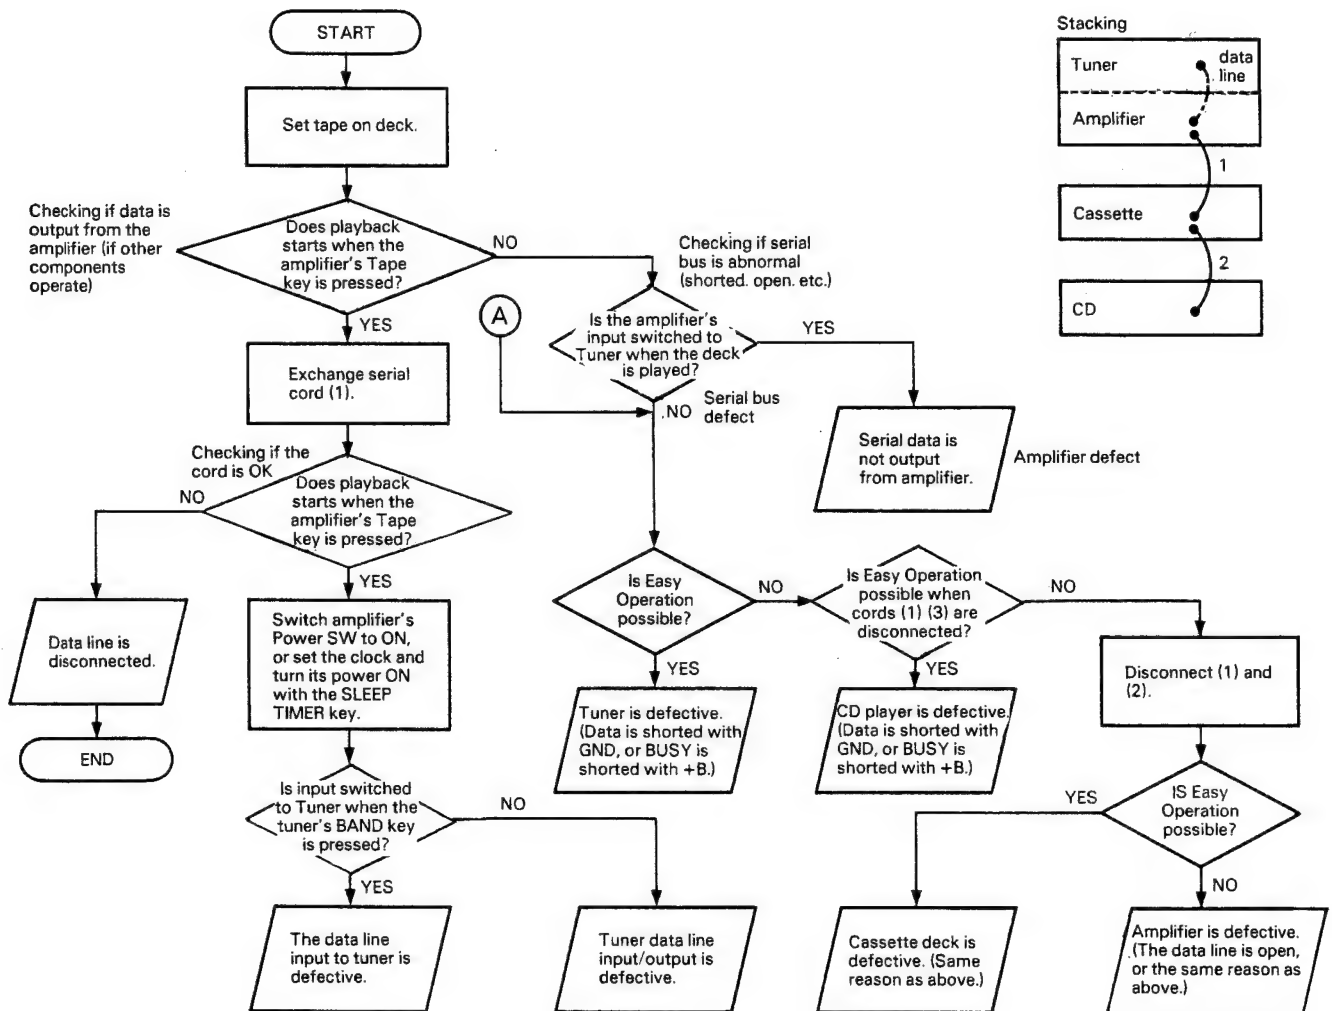 START
Set tape on deck.
Checking if data is
output from the
amplifier (if other
components
operate)
Does playback
starts when the
amplifier's Tape
key is pressed?
NO
YES
Exchange serial
cord (1).
Checking if the
cord is OK
NO
Does playback
starts when the
amplifier's Tape
key is pressed?
YES
Data line is
disconnected.
END
Switch amplifier's
Power SW to ON,
or set the clock and
turn its power ON
with the SLEEP
TIMER key.
Is input switched
to Tuner when the
tuner's BAND key
is pressed?
NO
YES
The data line
input to tuner is
defective.
Tuner data line
input/output is
defective.
Checking if serial
bus is abnormal
(shorted. open. etc.)
A
Is the amplifier's
input switched to
Tuner when the deck
is played?
YES
.NO
Serial bus
defect
Serial data is
not output
from amplifier.
Amplifier defect
Is Easy
Operation
possible?
NO
YES
Tuner is defective.
(Data is shorted with
GND, or BUSY is
shorted with +B.)
Is Easy Operation
possible when
cords (1) (3) are
disconnected?
NO
YES
CD player is defective.
(Data is shorted with
GND, or BUSY is
shorted with +B.)
Disconnect (1) and
(2).
IS Easy
Operation
possible?
YES
NO
Cassette deck is
defective. (Same
reason as above.)
Amplifier is defective.
(The data line is open,
or the same reason as
above.)
Stacking
Tuner
data
line
Amplifier
1
Cassette
2
CD